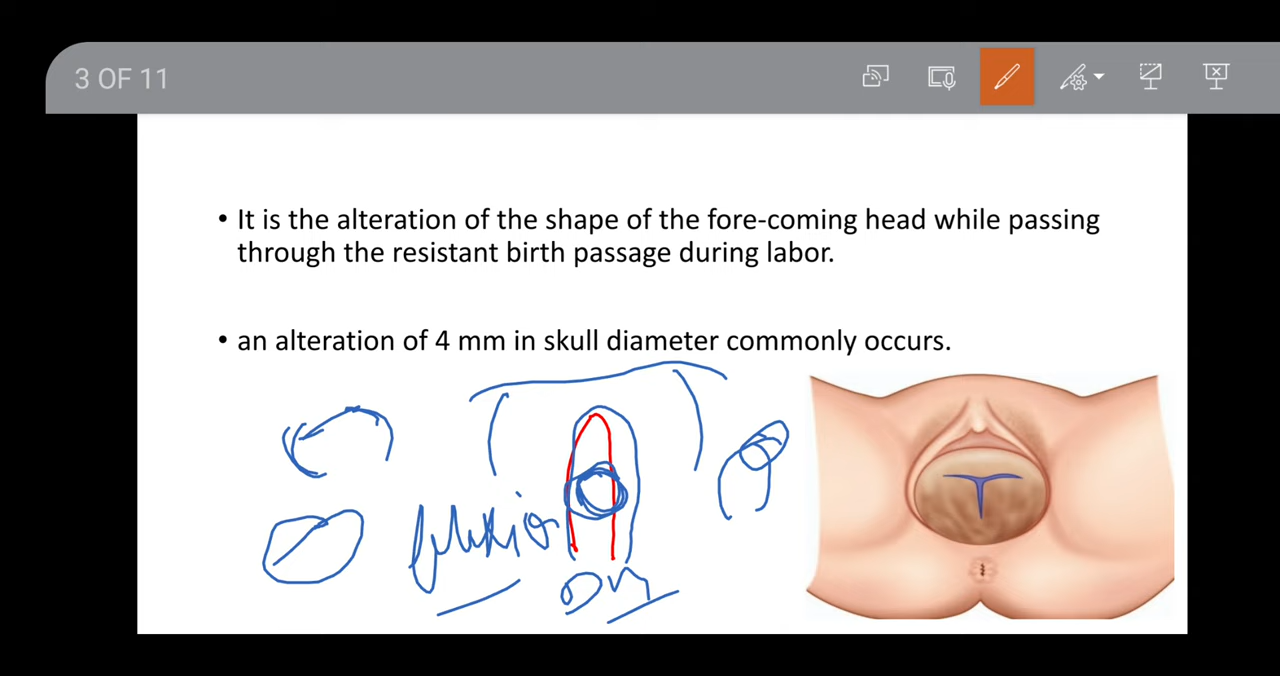 3 OF 11
• It is the alteration of the shape of the fore-coming head while passing
through the resistant birth passage during labor.
• an alteration of 4 mm in skull diameter commonly occurs.